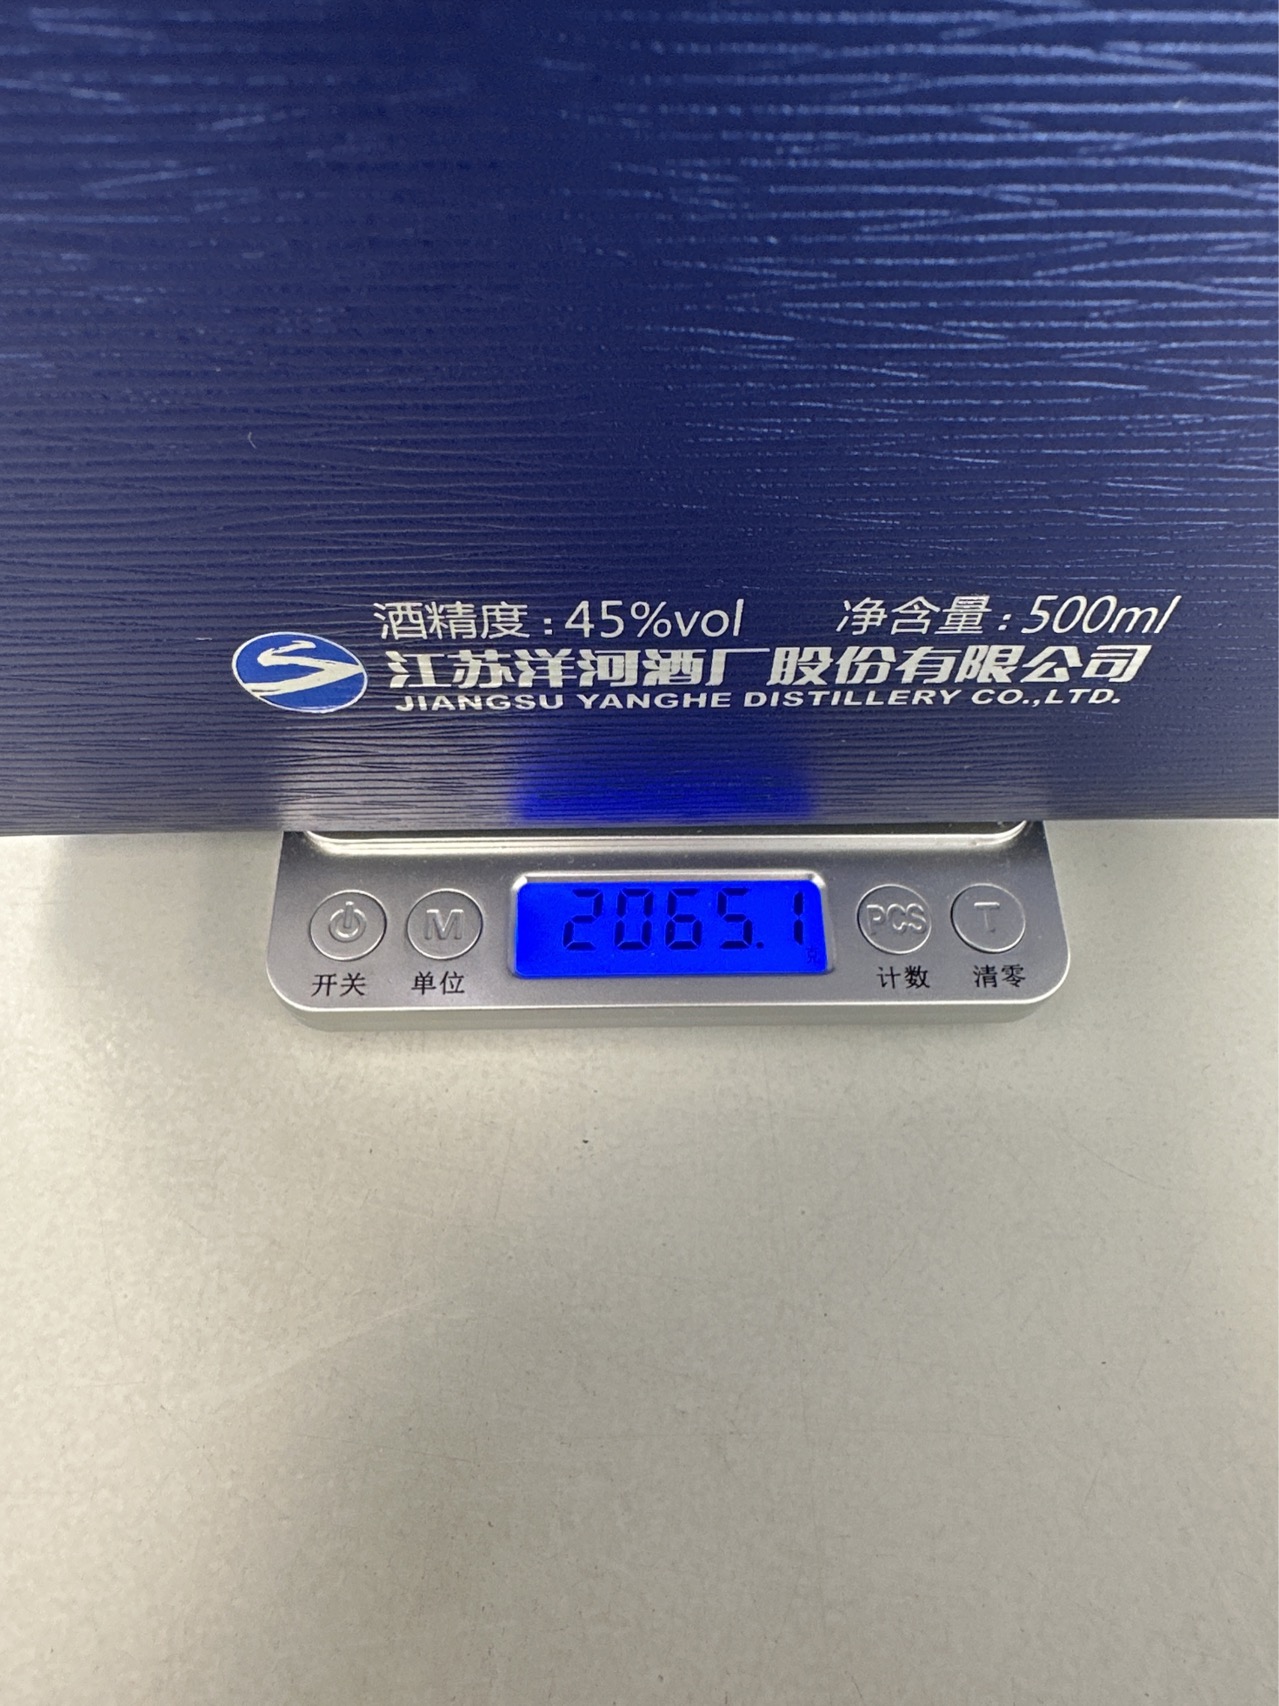 酒精度:45%vol 净含量:500ml
江苏洋河酒厂股份有限公司
JIANGSU YANGHE DISTILLERY CO.,LTD.
2065.1
克
M PCS T
开关 单位 计数 清零